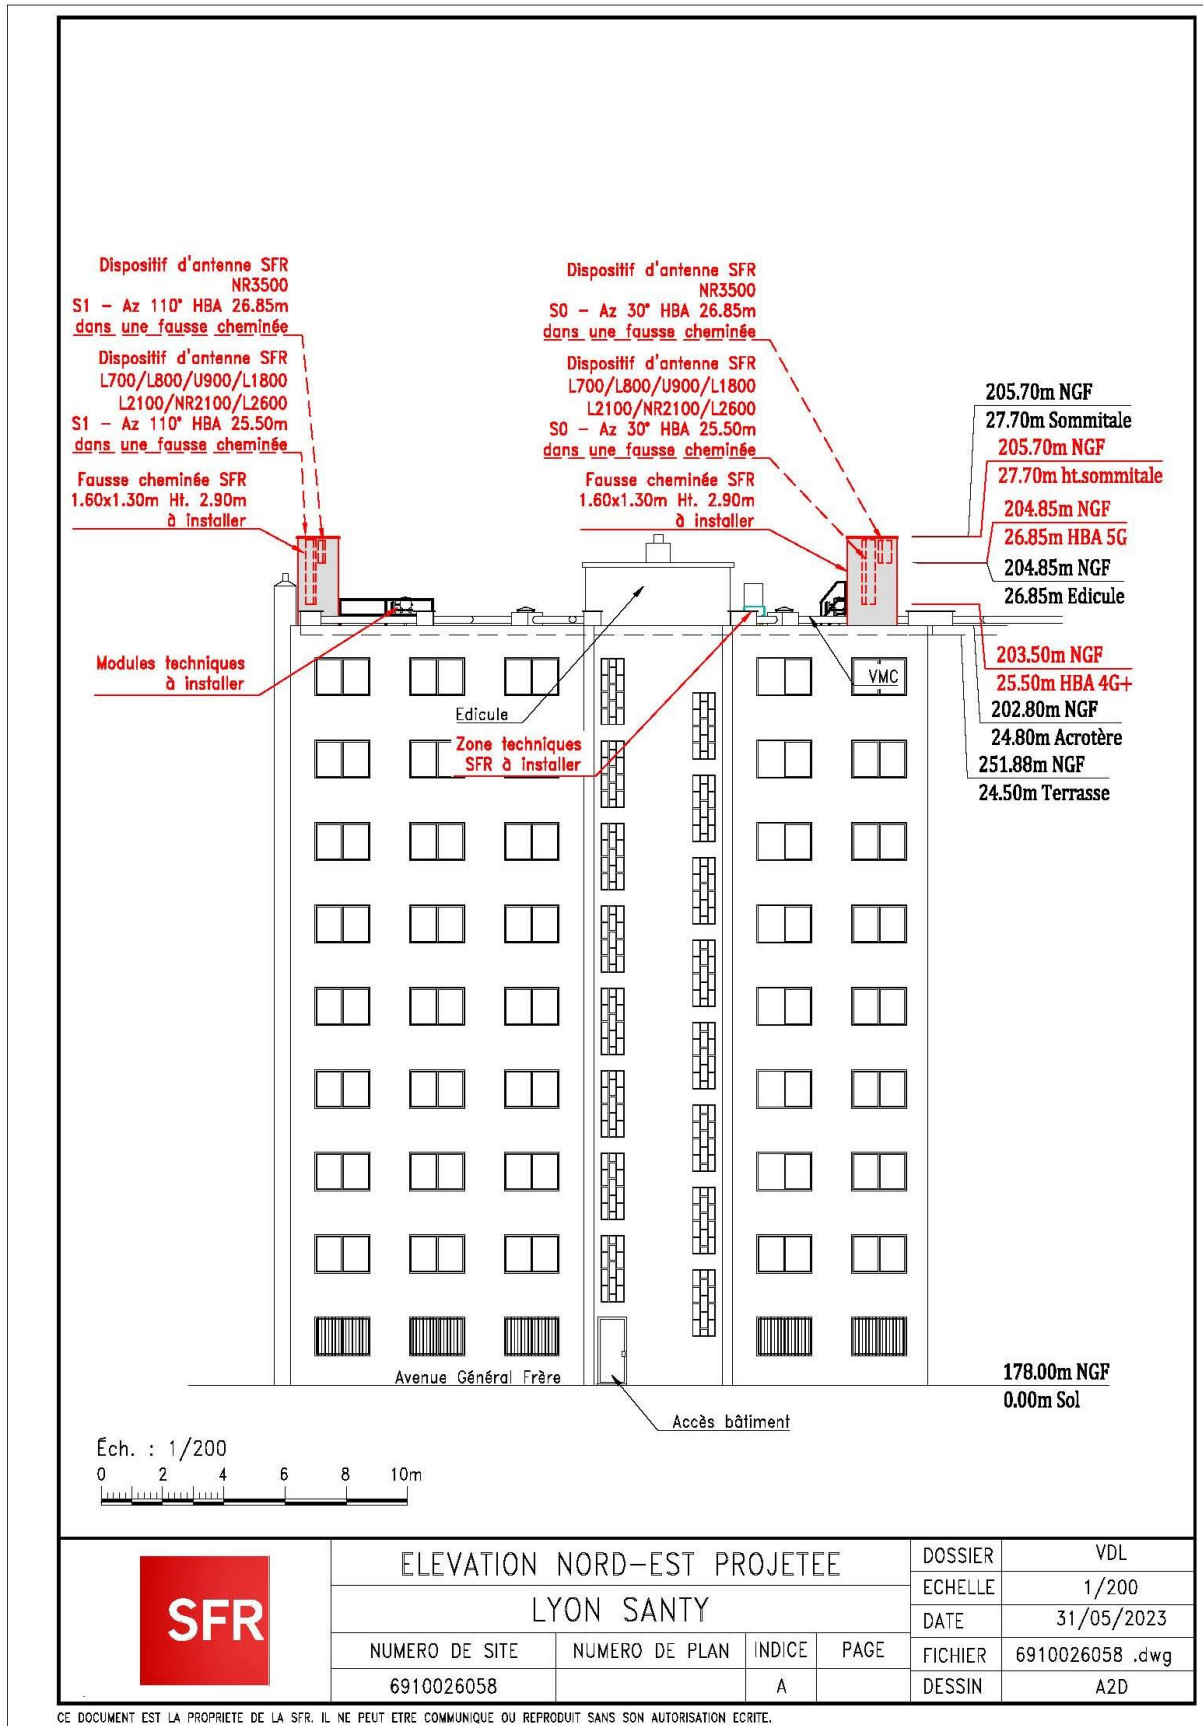 Dispositif d'antenne SFR
NR3500
S1 - Az 110° HBA 26.85m
dans une fausse cheminée
Dispositif d'antenne SFR
L700/L800/U900/L1800
L2100/NR2100/L2600
S1 - Az 110° HBA 25.50m
dans une fausse cheminée
Fausse cheminée SFR
1.60x1.30m Ht. 2.90m
à installer
Dispositif d'antenne SFR
NR3500
S0 - Az 30° HBA 26.85m
dans une fausse cheminée
Dispositif d'antenne SFR
L700/L800/U900/L1800
L2100/NR2100/L2600
S0 - Az 30° HBA 25.50m
dans une fausse cheminée
Fausse cheminée SFR
1.60x1.30m Ht. 2.90m
à installer
205.70m NGF
27.70m Sommitale
205.70m NGF
27.70m ht.sommitale
204.85m NGF
26.85m HBA 5G
204.85m NGF
26.85m Edicule
203.50m NGF
25.50m HBA 4G+
202.80m NGF
24.80m Acrotère
251.88m NGF
24.50m Terrasse
Modules techniques
à installer
VMC
Edicule
Zone techniques
SFR à installer
Avenue Général Frère
178.00m NGF
0.00m Sol
Accès bâtiment
Éch. : 1/200
0 2 4 6 8 10m
SFR
ELEVATION NORD-EST PROJETEE
LYON SANTY
NUMERO DE SITE NUMERO DE PLAN INDICE PAGE
6910026058 A
DOSSIER VDL
ECHELLE 1/200
DATE 31/05/2023
FICHIER 6910026058 .dwg
DESSIN A2D
CE DOCUMENT EST LA PROPRIETE DE LA SFR. IL NE PEUT ETRE COMMUNIQUE OU REPRODUIT SANS SON AUTORISATION ECRITE.